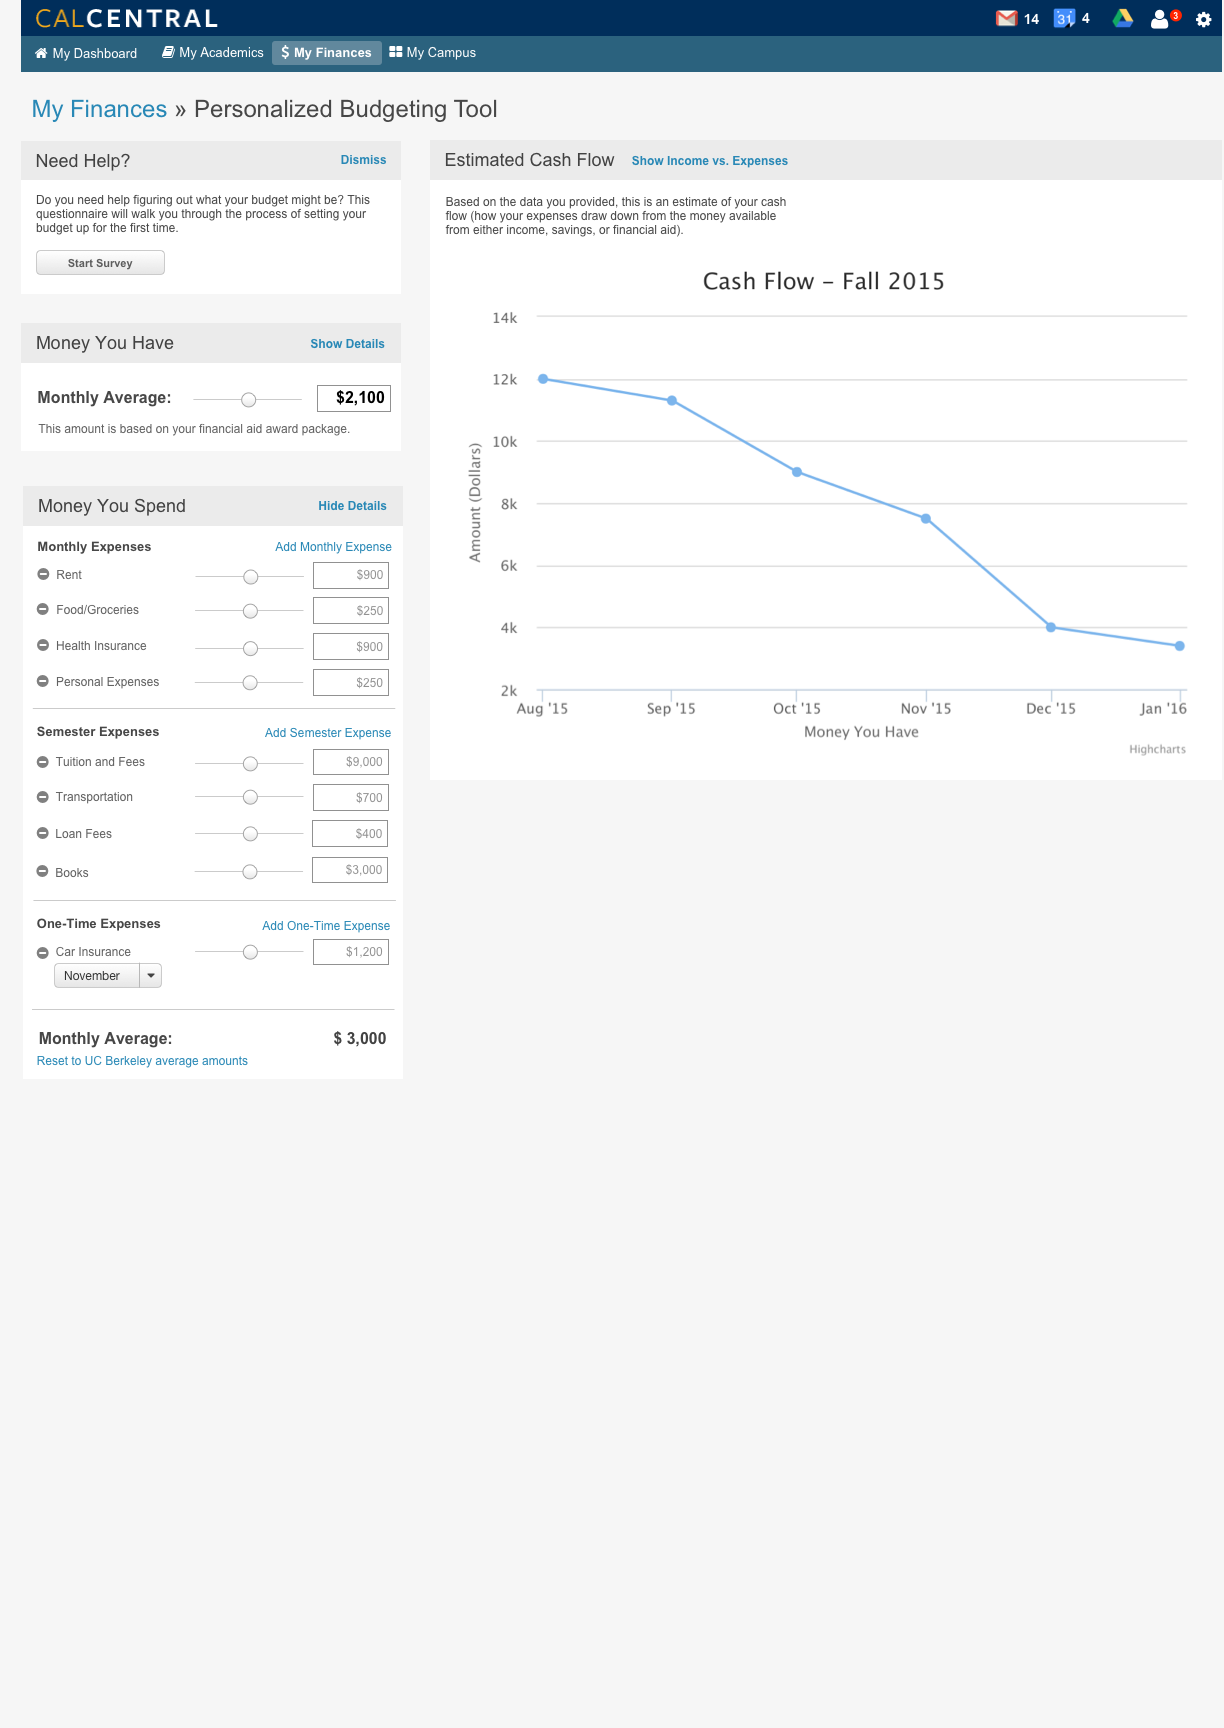 CALCENTRAL
14
31
4
3
My Dashboard
My Academics
$ My Finances
My Campus
My Finances » Personalized Budgeting Tool
Need Help?
Dismiss
Do you need help figuring out what your budget might be? This
questionnaire will walk you through the process of setting your
budget up for the first time.
Start Survey
Money You Have
Show Details
Monthly Average:
$2,100
This amount is based on your financial aid award package.
Money You Spend
Hide Details
Monthly Expenses
Add Monthly Expense
Rent
$900
Food/Groceries
$250
Health Insurance
$900
Personal Expenses
$250
Semester Expenses
Add Semester Expense
Tuition and Fees
$9,000
Transportation
$700
Loan Fees
$400
Books
$3,000
One-Time Expenses
Add One-Time Expense
Car Insurance
$1,200
November
Monthly Average:
$ 3,000
Reset to UC Berkeley average amounts
Estimated Cash Flow
Show Income vs. Expenses
Based on the data you provided, this is an estimate of your cash
flow (how your expenses draw down from the money available
from either income, savings, or financial aid).
Cash Flow – Fall 2015
Amount (Dollars)
14k
12k
10k
8k
6k
4k
2k
Aug '15
Sep '15
Oct '15
Nov '15
Dec '15
Jan '16
Money You Have
Highcharts